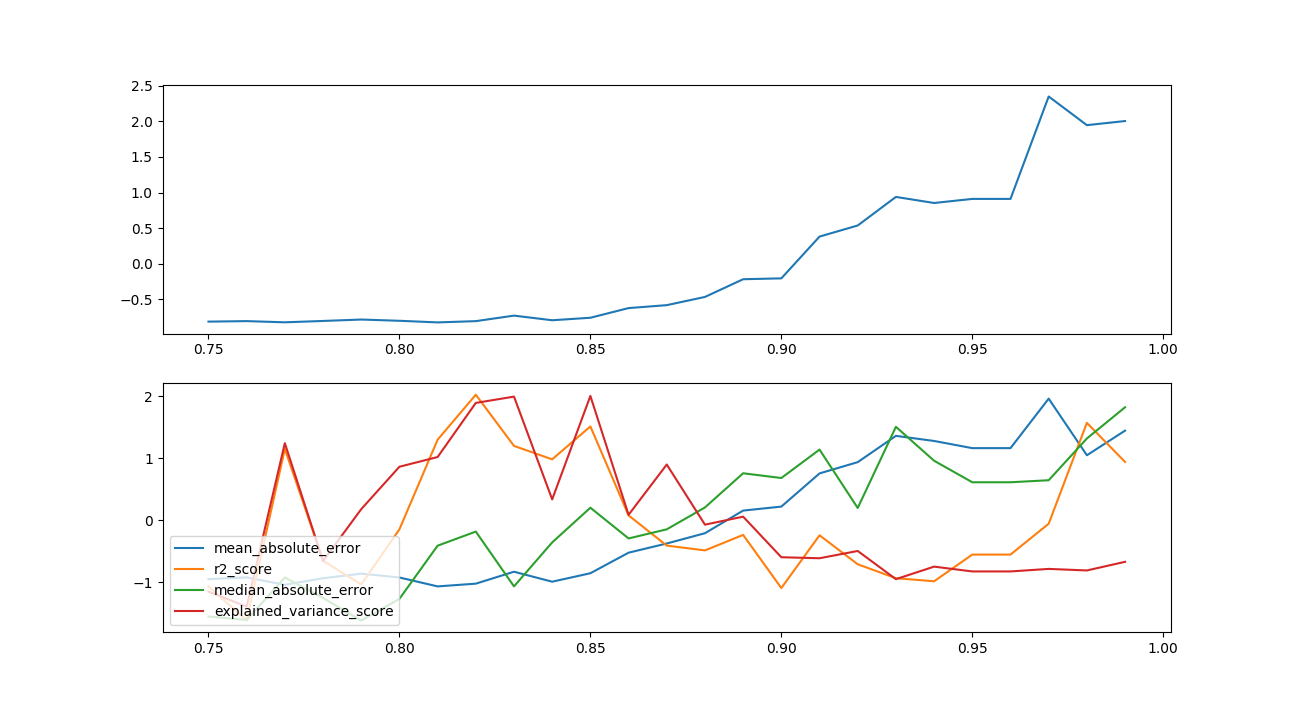 2.5
2.0
1.5
1.0
0.5
0.0
−0.5
0.75 0.80 0.85 0.90 0.95 1.00
2
1
0
−1
mean_absolute_error
r2_score
median_absolute_error
explained_variance_score
0.75 0.80 0.85 0.90 0.95 1.00